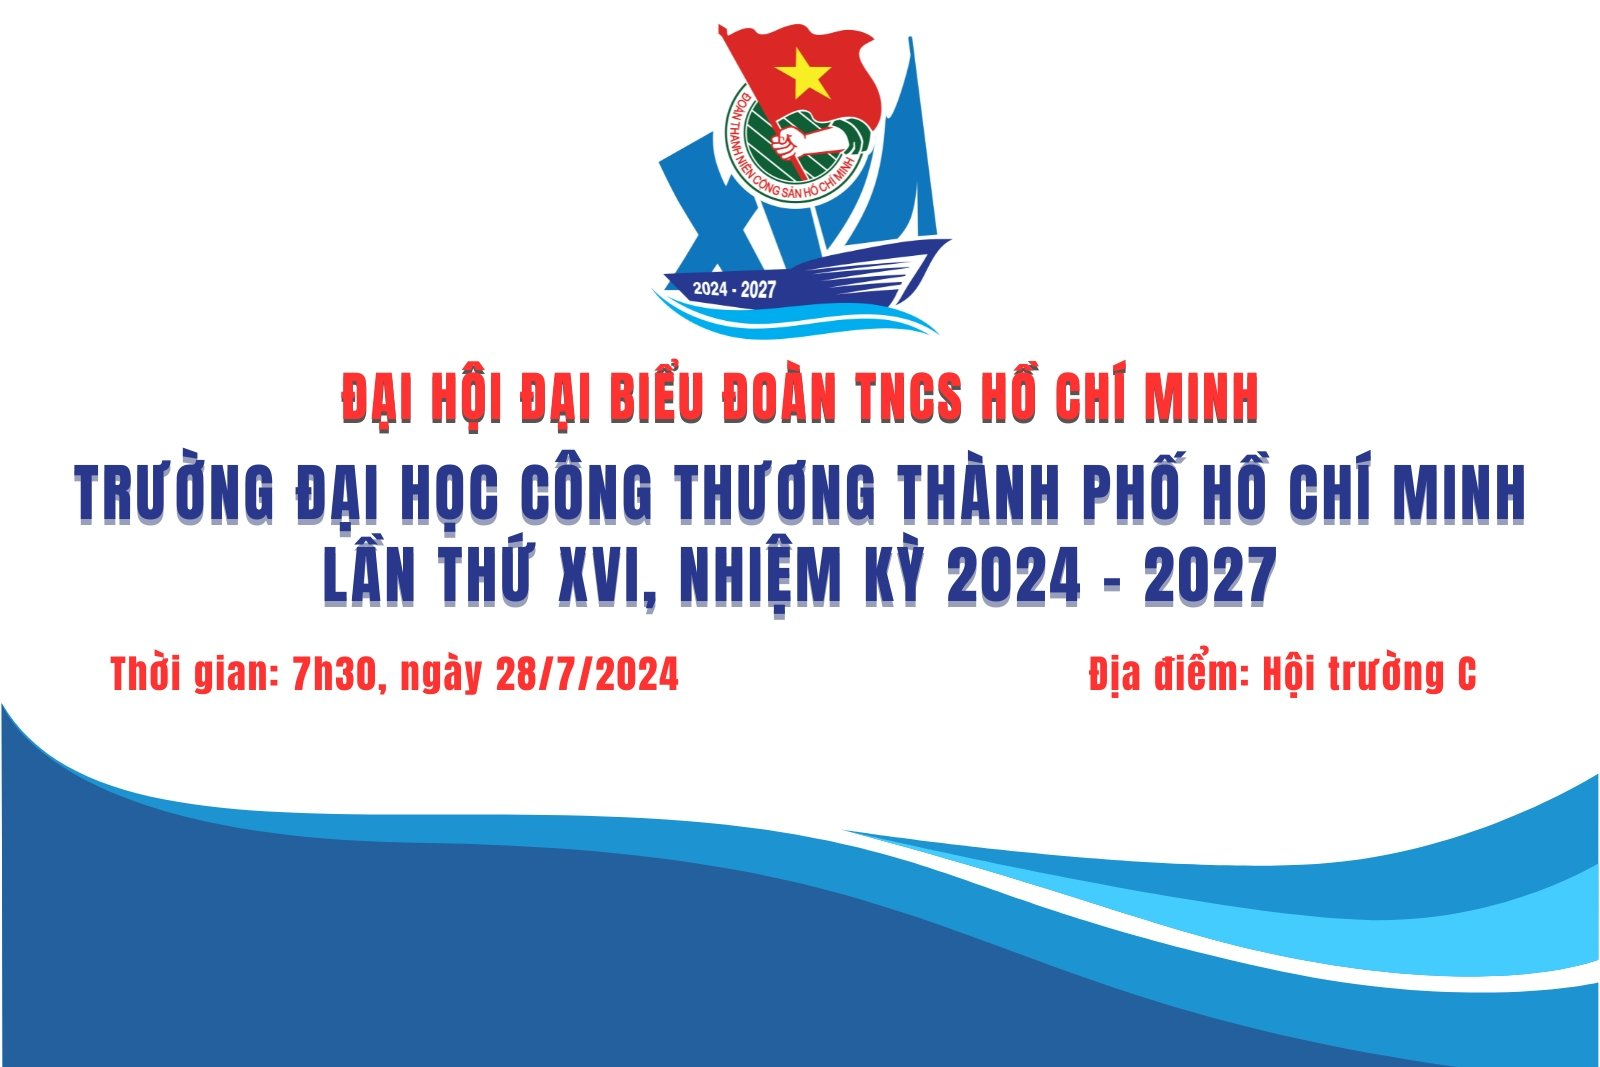 ĐOÀN THANH NIÊN CỘNG SẢN HỒ CHÍ MINH
XVI
2024 - 2027
ĐẠI HỘI ĐẠI BIỂU ĐOÀN TNCS HỒ CHÍ MINH
TRƯỜNG ĐẠI HỌC CÔNG THƯƠNG THÀNH PHỐ HỒ CHÍ MINH
LẦN THỨ XVI, NHIỆM KỲ 2024 - 2027
Thời gian: 7h30, ngày 28/7/2024
Địa điểm: Hội trường C